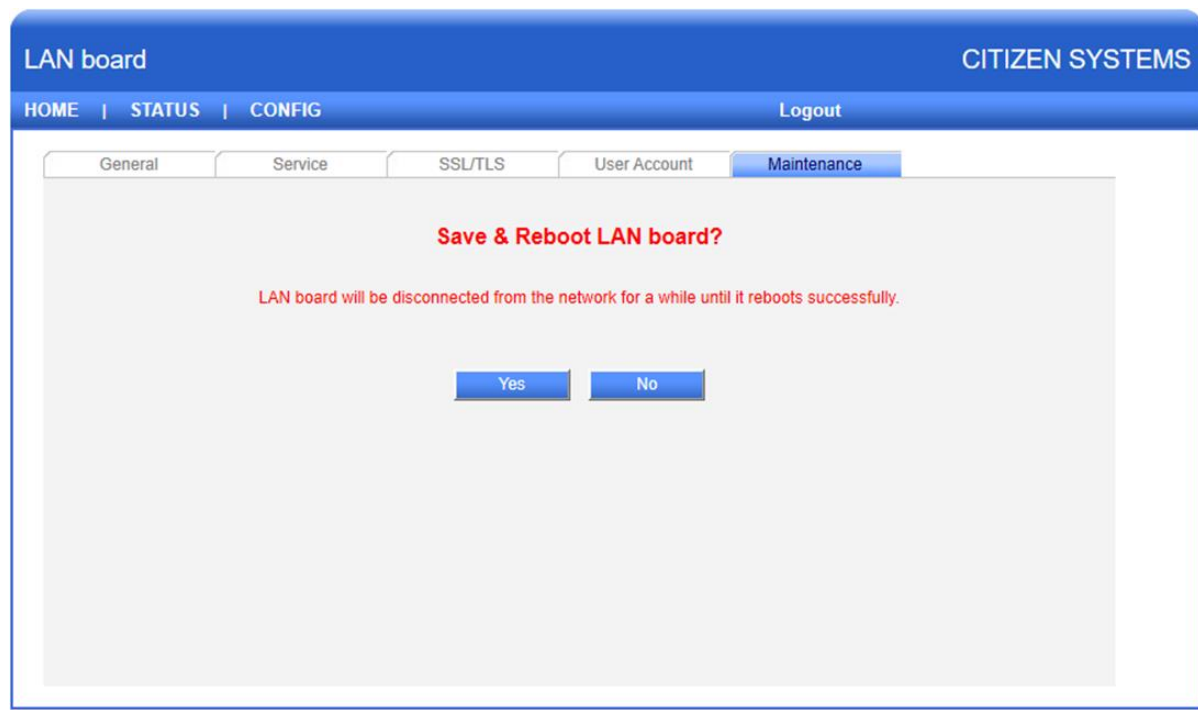 LAN board CITIZEN SYSTEMS
HOME | STATUS | CONFIG Logout
General Service SSL/TLS User Account Maintenance
Save & Reboot LAN board?
LAN board will be disconnected from the network for a while until it reboots successfully.
Yes No